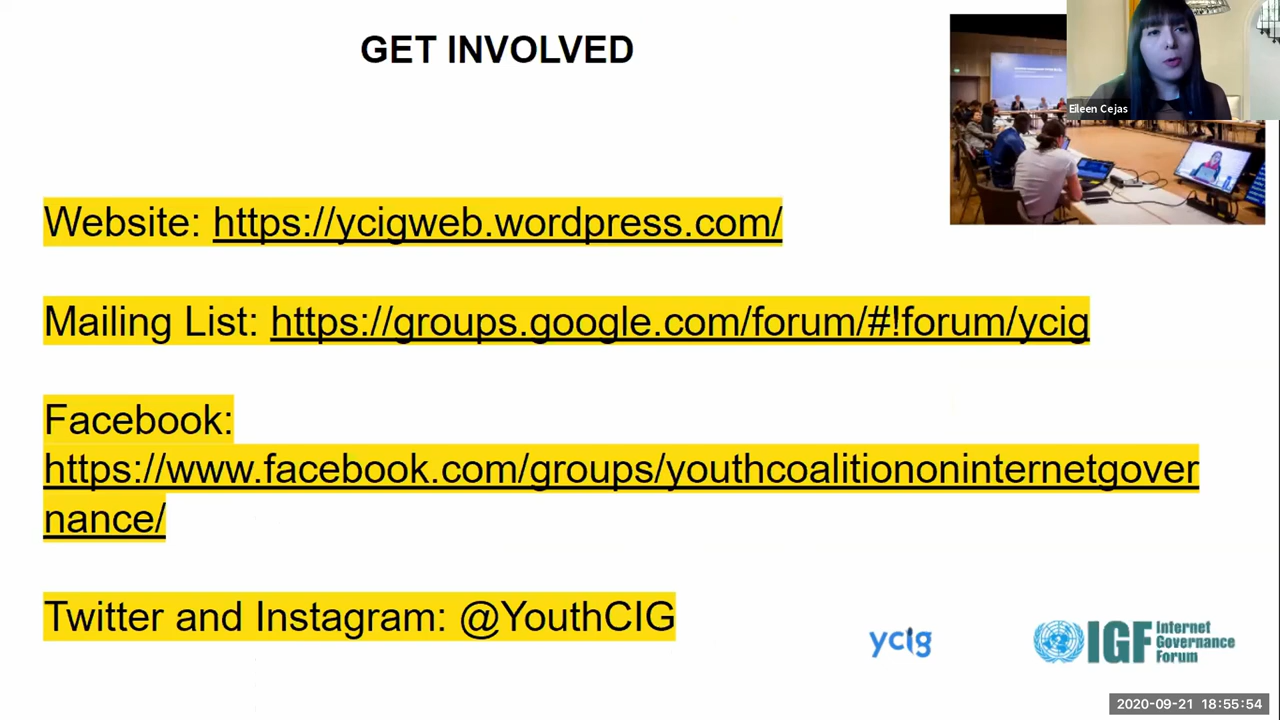 GET INVOLVED
Eileen Cejas
Website: https://ycigweb.wordpress.com/
Mailing List: https://groups.google.com/forum/#!forum/ycig
Facebook:
https://www.facebook.com/groups/youthcoalitiononinternetgover
nance/
Twitter and Instagram: @YouthCIG
ycig
IGF Internet
Governance
Forum
2020-09-21 18:55:54